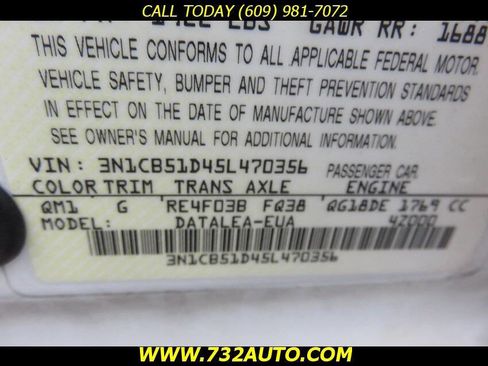 CALL TODAY (609) 981-7072
GAWR RR: 1688
THIS VEHICLE CONFORMS TO ALL APPLICABLE FEDERAL MOTOR
VEHICLE SAFETY, BUMPER AND THEFT PREVENTION STANDARDS
IN EFFECT ON THE DATE OF MANUFACTURE SHOWN ABOVE.
SEE OWNER'S MANUAL FOR ADDITIONAL INFORMATION.
VIN: 3N1CB51D45L470356 PASSENGER CAR
COLOR TRIM TRANS AXLE ENGINE
QM1 G RE4F03B FQ38 QG18DE 1769 CC
MODEL: DATALEA-EUA 42000
3N1CB51D45L470356
WWW.732AUTO.COM